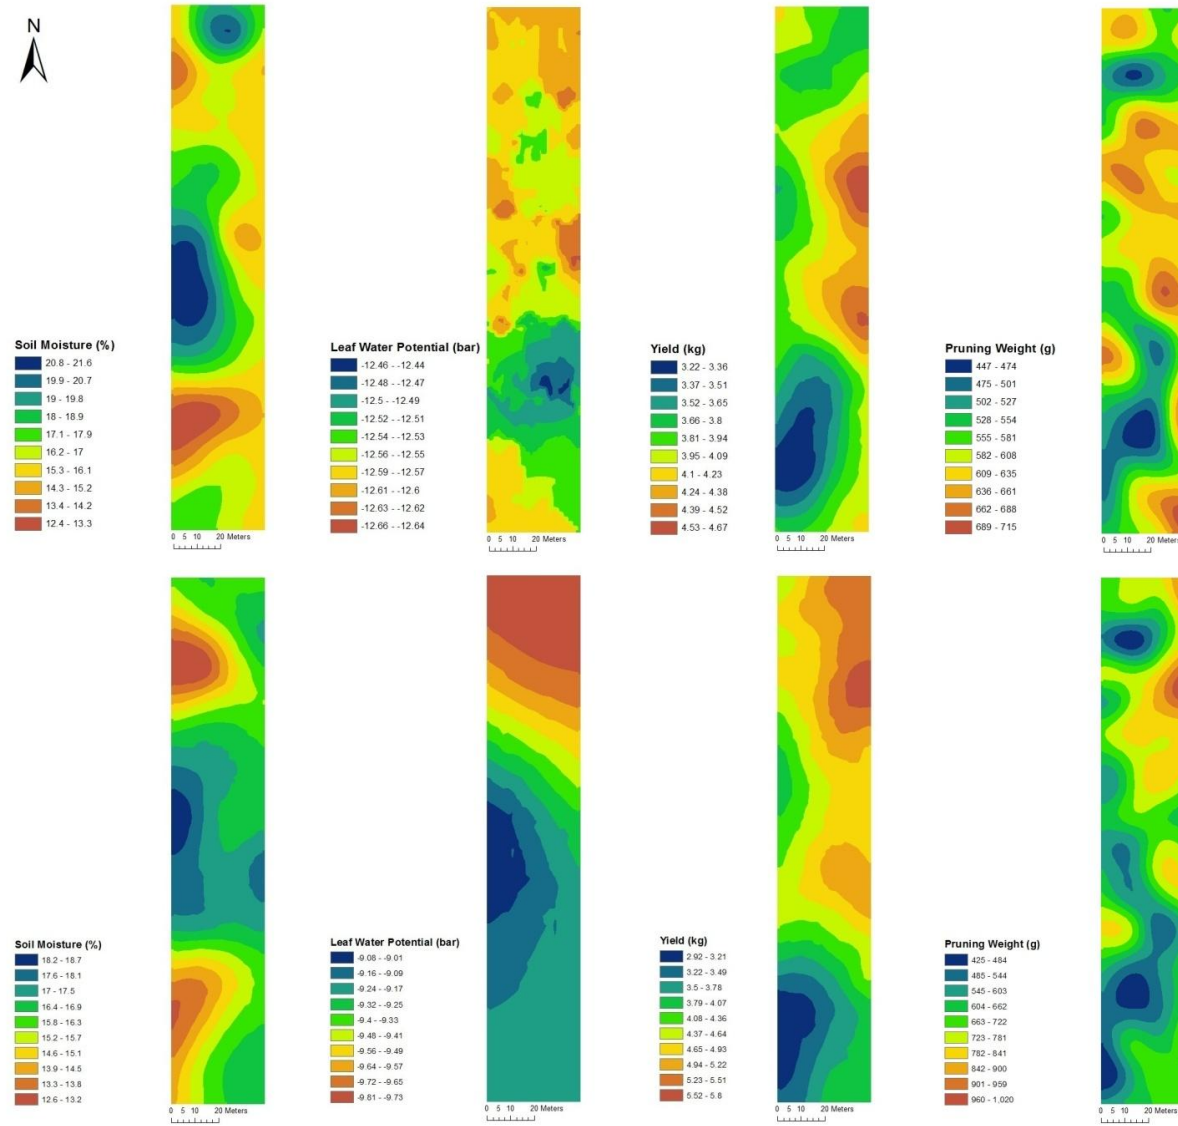 N
Soil Moisture (%)
20.8 - 21.6
19.9 - 20.7
19 - 19.8
18 - 18.9
17.1 - 17.9
16.2 - 17
15.3 - 16.1
14.3 - 15.2
13.4 - 14.2
12.4 - 13.3
0 5 10 20 Meters
Leaf Water Potential (bar)
-12.46 - -12.44
-12.48 - -12.47
-12.5 - -12.49
-12.52 - -12.51
-12.54 - -12.53
-12.56 - -12.55
-12.59 - -12.57
-12.61 - -12.6
-12.63 - -12.62
-12.66 - -12.64
0 5 10 20 Meters
Yield (kg)
3.22 - 3.36
3.37 - 3.51
3.52 - 3.65
3.66 - 3.8
3.81 - 3.94
3.95 - 4.09
4.1 - 4.23
4.24 - 4.38
4.39 - 4.52
4.53 - 4.67
0 5 10 20 Meters
Pruning Weight (g)
447 - 474
475 - 501
502 - 527
528 - 554
555 - 581
582 - 608
609 - 635
636 - 661
662 - 688
689 - 715
0 5 10 20 Meters
Soil Moisture (%)
18.2 - 18.7
17.6 - 18.1
17 - 17.5
16.4 - 16.9
15.8 - 16.3
15.2 - 15.7
14.6 - 15.1
13.9 - 14.5
13.3 - 13.8
12.6 - 13.2
0 5 10 20 Meters
Leaf Water Potential (bar)
-9.08 - -9.01
-9.16 - -9.09
-9.24 - -9.17
-9.32 - -9.25
-9.4 - -9.33
-9.48 - -9.41
-9.56 - -9.49
-9.64 - -9.57
-9.72 - -9.65
-9.81 - -9.73
0 5 10 20 Meters
Yield (kg)
2.92 - 3.21
3.22 - 3.49
3.5 - 3.78
3.79 - 4.07
4.08 - 4.36
4.37 - 4.64
4.65 - 4.93
4.94 - 5.22
5.23 - 5.51
5.52 - 5.8
0 5 10 20 Meters
Pruning Weight (g)
425 - 484
485 - 544
545 - 603
604 - 662
663 - 722
723 - 781
782 - 841
842 - 900
901 - 959
960 - 1,020
0 5 10 20 Meters